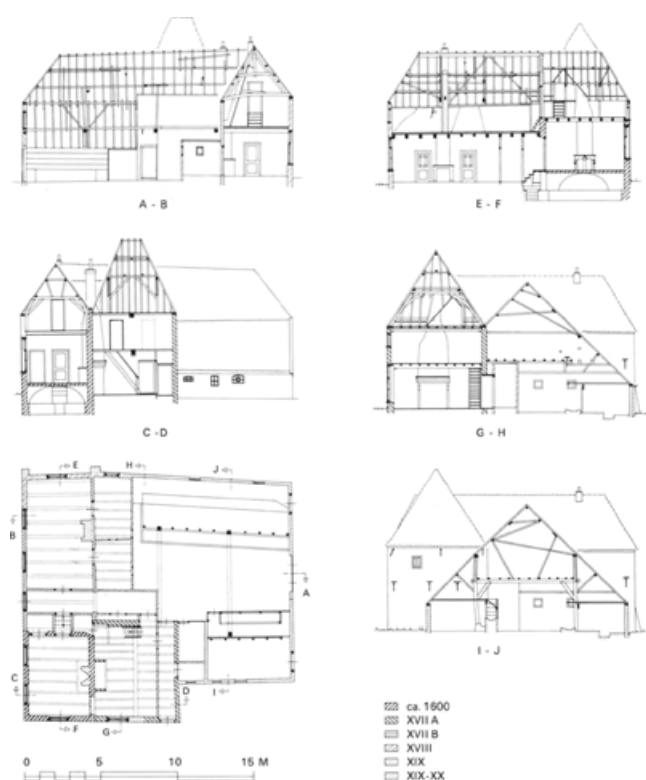 A - B
E - F
C - D
G - H
E
H
J
B
A
C
D
F
G
I
I - J
ca. 1600
XVII A
XVII B
XVIII
XIX
XIX-XX
0 5 10 15 M